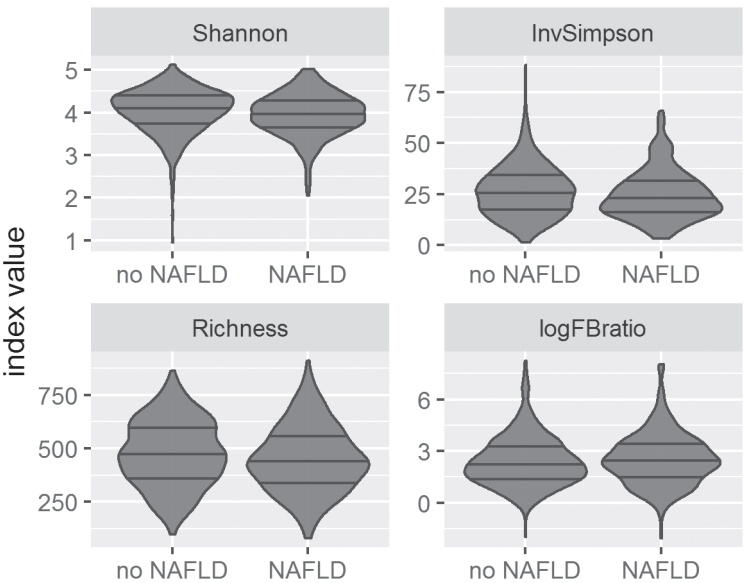 Shannon
InvSimpson
5
4
3
2
1
75
50
25
0
no NAFLD NAFLD
no NAFLD NAFLD
index value
Richness
logFBratio
750
500
250
6
3
0
no NAFLD NAFLD
no NAFLD NAFLD